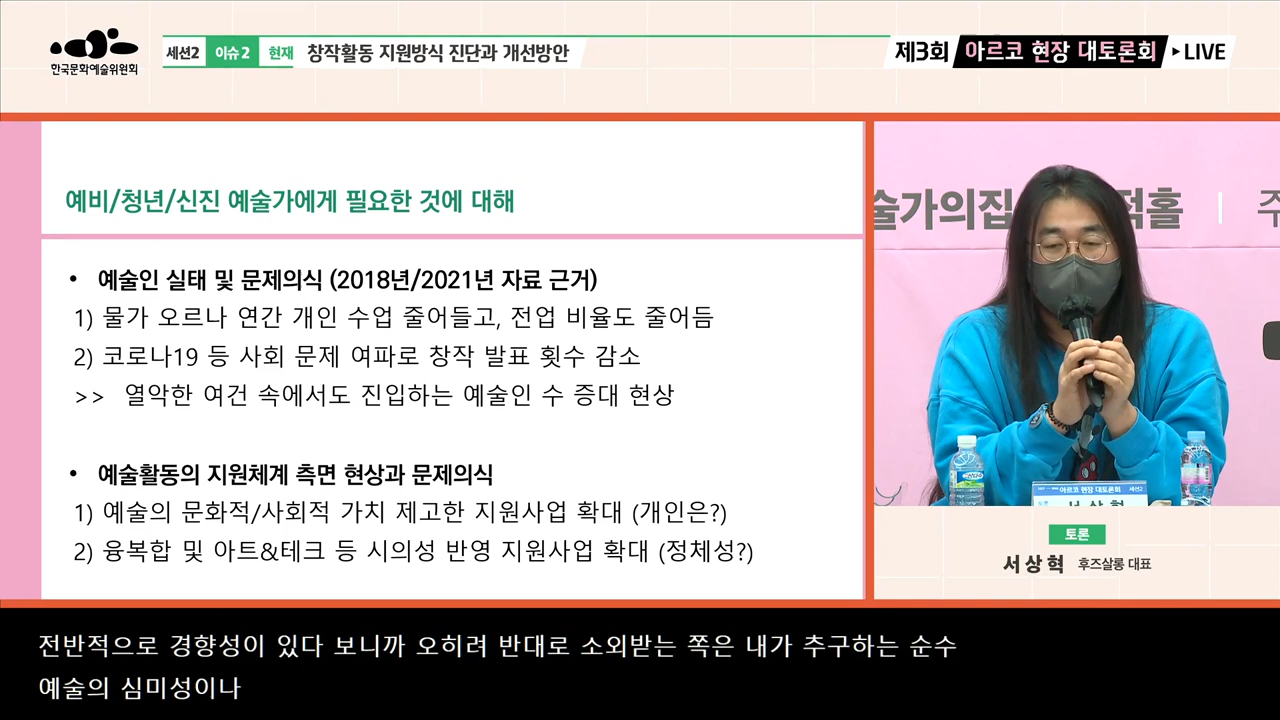 한국문화예술위원회
세션2 이슈 2 현재 창작활동 지원방식 진단과 개선방안
제3회 아르코 현장 대토론회 LIVE
예비/청년/신진 예술가에게 필요한 것에 대해
• 예술인 실태 및 문제의식 (2018년/2021년 자료 근거)
1) 물가 오르나 연간 개인 수업 줄어들고, 전업 비율도 줄어듬
2) 코로나19 등 사회 문제 여파로 창작 발표 횟수 감소
>> 열악한 여건 속에서도 진입하는 예술인 수 증대 현상
• 예술활동의 지원체계 측면 현상과 문제의식
1) 예술의 문화적/사회적 가치 제고한 지원사업 확대 (개인은?)
2) 융복합 및 아트&테크 등 시의성 반영 지원사업 확대 (정체성?)
술가의집 적홀 | 주
아르코 현장 대토론회 세션2
서 상 혁
토론
서상혁 후즈살롱 대표
전반적으로 경향성이 있다 보니까 오히려 반대로 소외받는 쪽은 내가 추구하는 순수
예술의 심미성이나